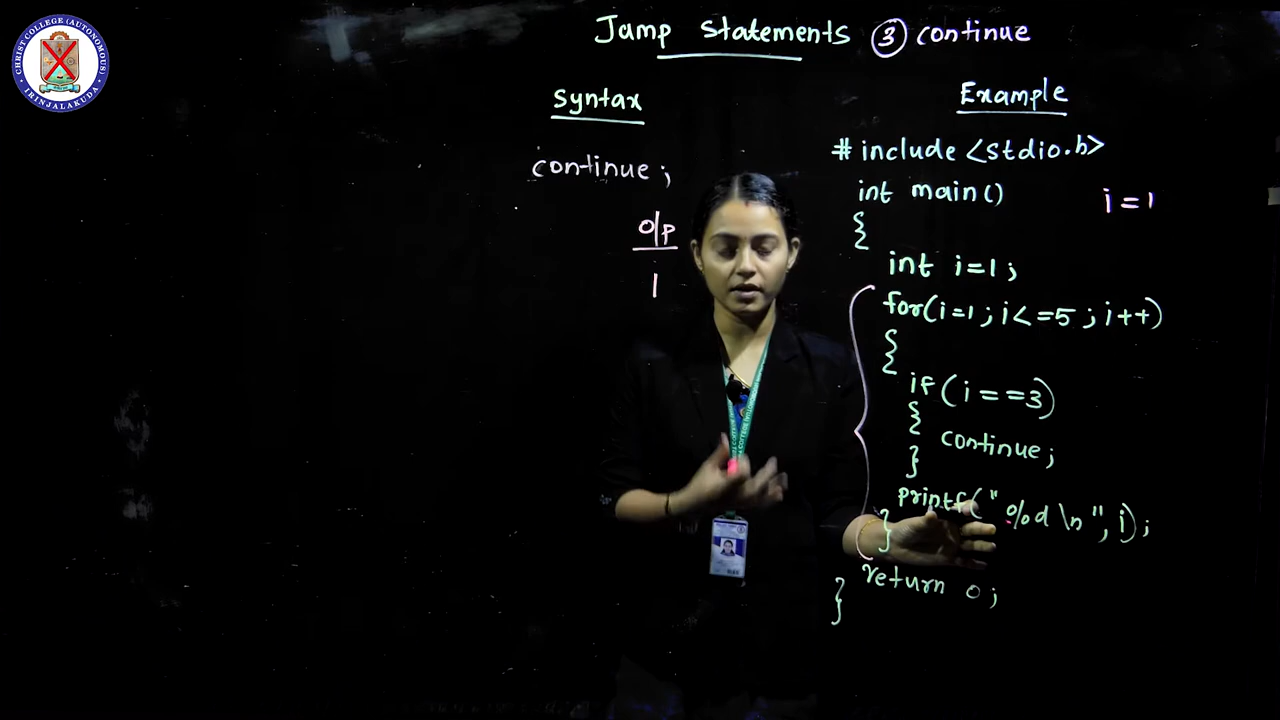 CHRIST COLLEGE (AUTONOMOUS)
IRINJALAKUDA
Jump Statements ③ continue
Syntax
continue ;
o/p
1
Example
# include <stdio.h>
int main()
i = 1
{
int i=1 ;
for(i=1 ; i<=5 ; i++)
{
if (i==3)
{
continue;
}
printf(" %d \n ", i) ;
}
return 0 ;
}